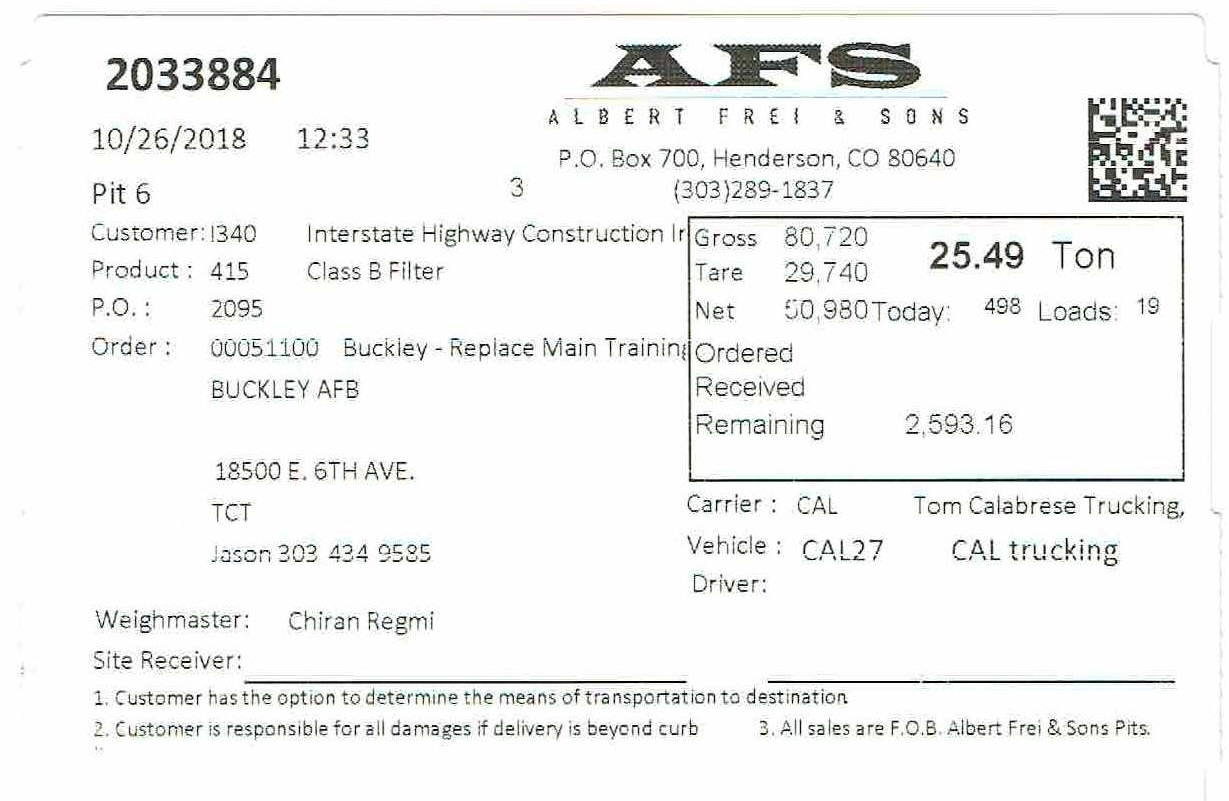 2033884
AFS
ALBERT FREI & SONS
10/26/2018 12:33
P.O. Box 700, Henderson, CO 80640
Pit 6 3 (303)289-1837
Customer: I340 Interstate Highway Construction Ir
Product : 415 Class B Filter
P.O. : 2095
Order : 00051100 Buckley - Replace Main Training
BUCKLEY AFB
18500 E. 6TH AVE.
TCT
Jason 303 434 9585
Gross 80,720 25.49 Ton
Tare 29,740
Net 50,980 Today: 498 Loads: 19
Ordered
Received
Remaining 2,593.16
Carrier : CAL Tom Calabrese Trucking,
Vehicle : CAL27 CAL trucking
Driver:
Weighmaster: Chiran Regmi
Site Receiver:
1. Customer has the option to determine the means of transportation to destination
2. Customer is responsible for all damages if delivery is beyond curb 3. All sales are F.O.B. Albert Frei & Sons Pits.